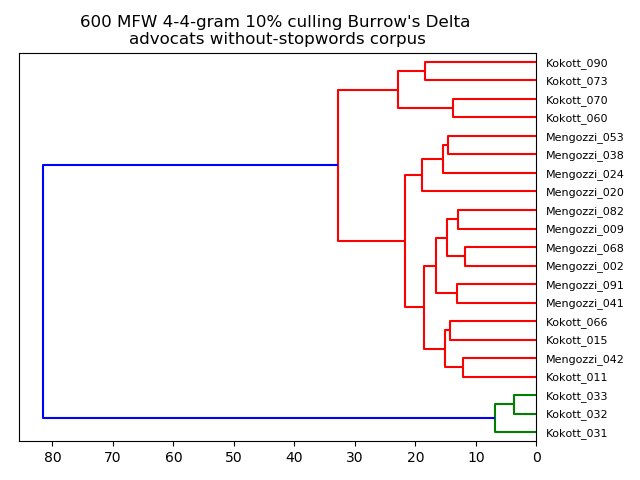 600 MFW 4-4-gram 10% culling Burrow's Delta
advocats without-stopwords corpus
Kokott_090
Kokott_073
Kokott_070
Kokott_060
Mengozzi_053
Mengozzi_038
Mengozzi_024
Mengozzi_020
Mengozzi_082
Mengozzi_009
Mengozzi_068
Mengozzi_002
Mengozzi_091
Mengozzi_041
Kokott_066
Kokott_015
Mengozzi_042
Kokott_011
Kokott_033
Kokott_032
Kokott_031
80 70 60 50 40 30 20 10 0